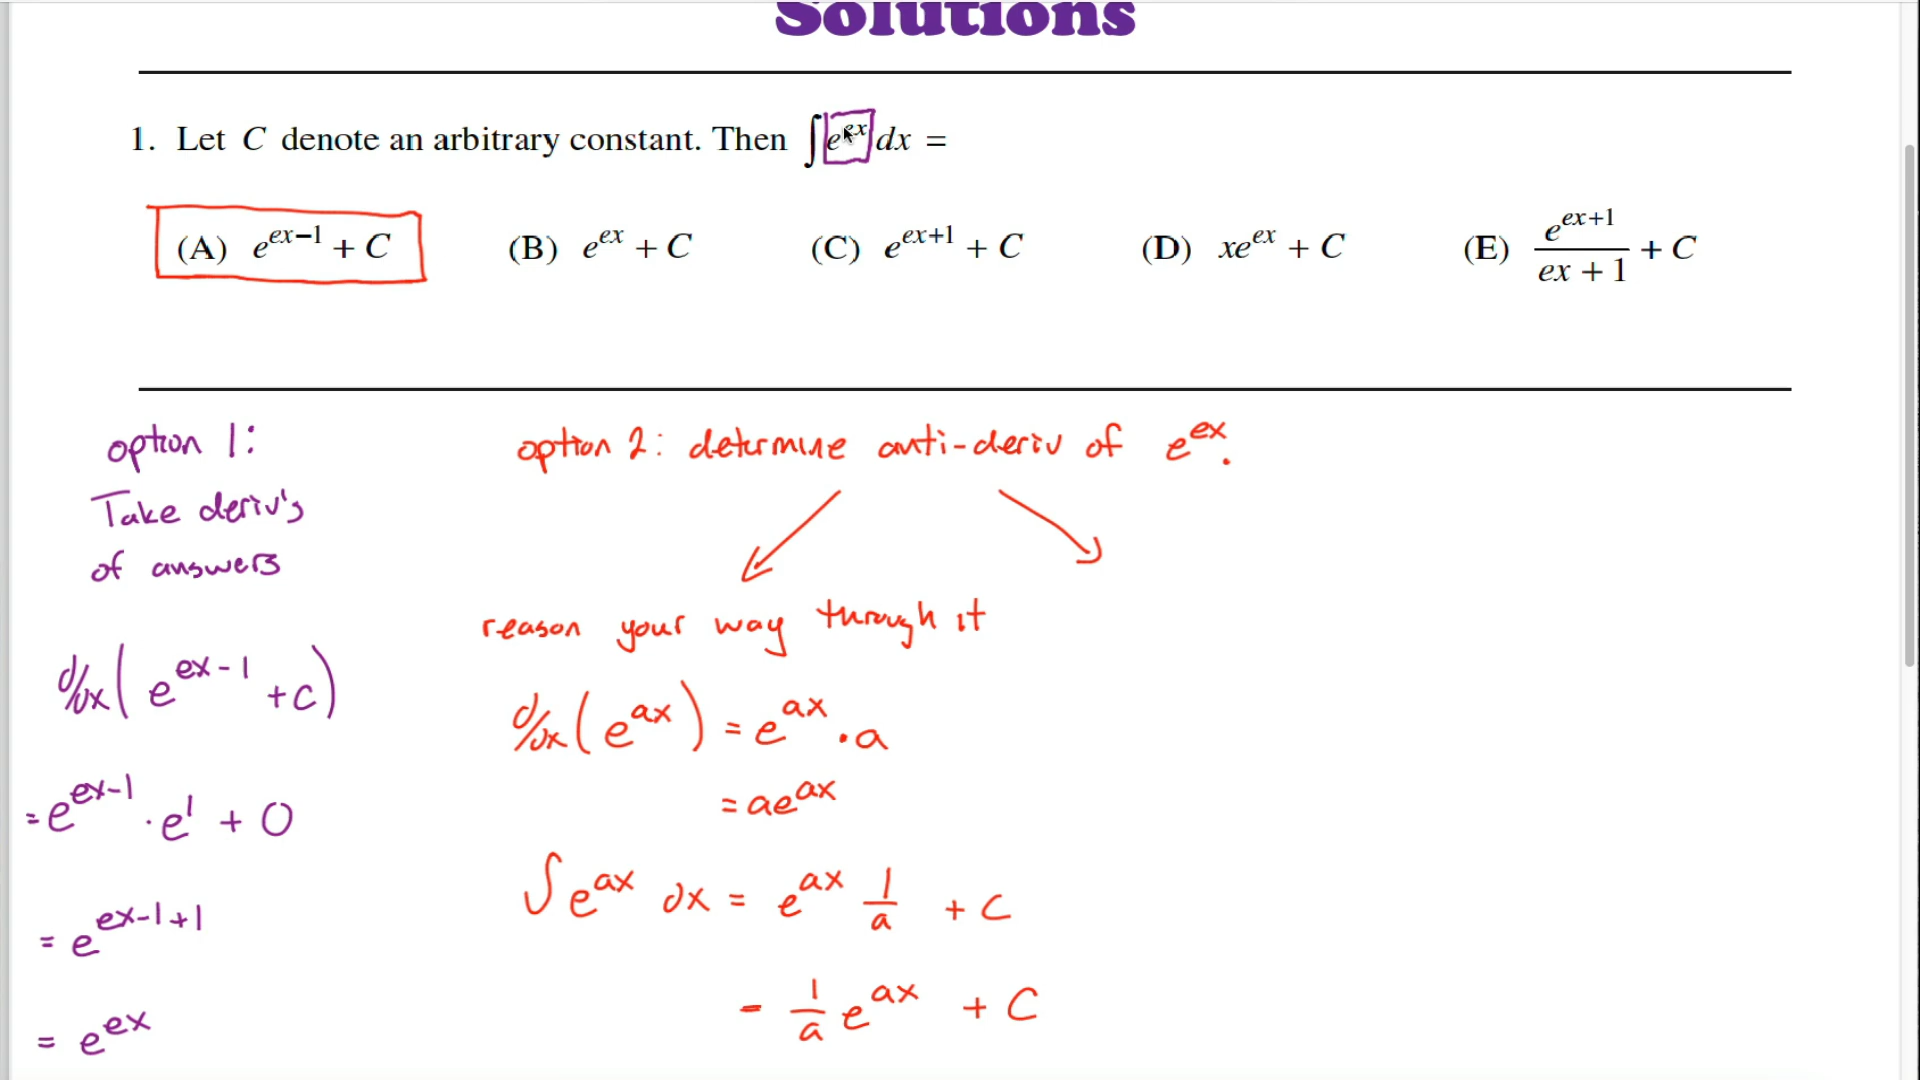 Solutions
1. Let C denote an arbitrary constant. Then ∫ e^{ex} dx =
(A) e^{ex−1} + C (B) e^{ex} + C (C) e^{ex+1} + C (D) xe^{ex} + C (E) \frac{e^{ex+1}}{ex + 1} + C
option 1:
Take deriv's
of answers
d/dx( e^{ex-1} +c)
= e^{ex-1} · e^1 + 0
= e^{ex-1+1}
= e^{ex}
option 2: determine anti-deriv of e^{ex}.
reason your way through it
d/dx( e^{ax} ) = e^{ax} · a
= ae^{ax}
∫ e^{ax} dx = e^{ax} \frac{1}{a} + C
= \frac{1}{a} e^{ax} + C